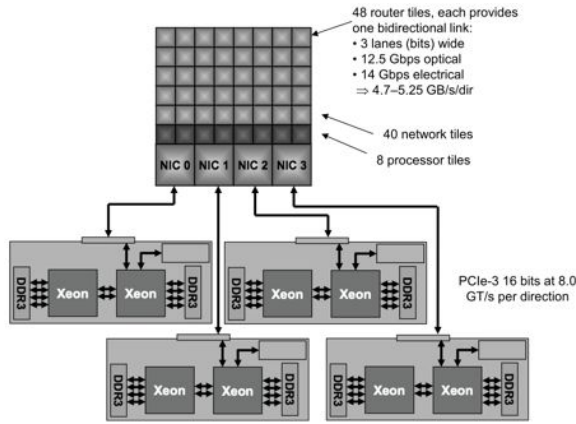 48 router tiles, each provides
one bidirectional link:
• 3 lanes (bits) wide
• 12.5 Gbps optical
• 14 Gbps electrical
⇒ 4.7–5.25 GB/s/dir
40 network tiles
8 processor tiles
NIC 0 NIC 1 NIC 2 NIC 3
DDR3 Xeon Xeon DDR3
DDR3 Xeon Xeon DDR3
PCIe-3 16 bits at 8.0
GT/s per direction
DDR3 Xeon Xeon DDR3
DDR3 Xeon Xeon DDR3